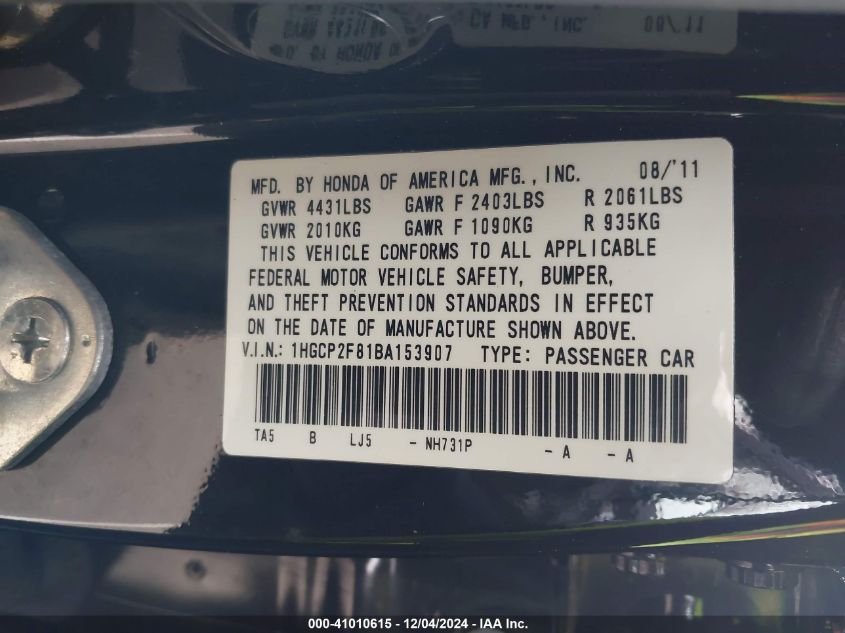 MFD. BY HONDA OF AMERICA MFG., INC. 08/'11
GVWR 4431LBS GAWR F 2403LBS R 2061LBS
GVWR 2010KG GAWR F 1090KG R 935KG
THIS VEHICLE CONFORMS TO ALL APPLICABLE
FEDERAL MOTOR VEHICLE SAFETY, BUMPER,
AND THEFT PREVENTION STANDARDS IN EFFECT
ON THE DATE OF MANUFACTURE SHOWN ABOVE.
V.I.N.: 1HGCP2F81BA153907 TYPE: PASSENGER CAR
TA5 B LJ5 - NH731P - A - A
000-41010615 - 12/04/2024 - IAA Inc.